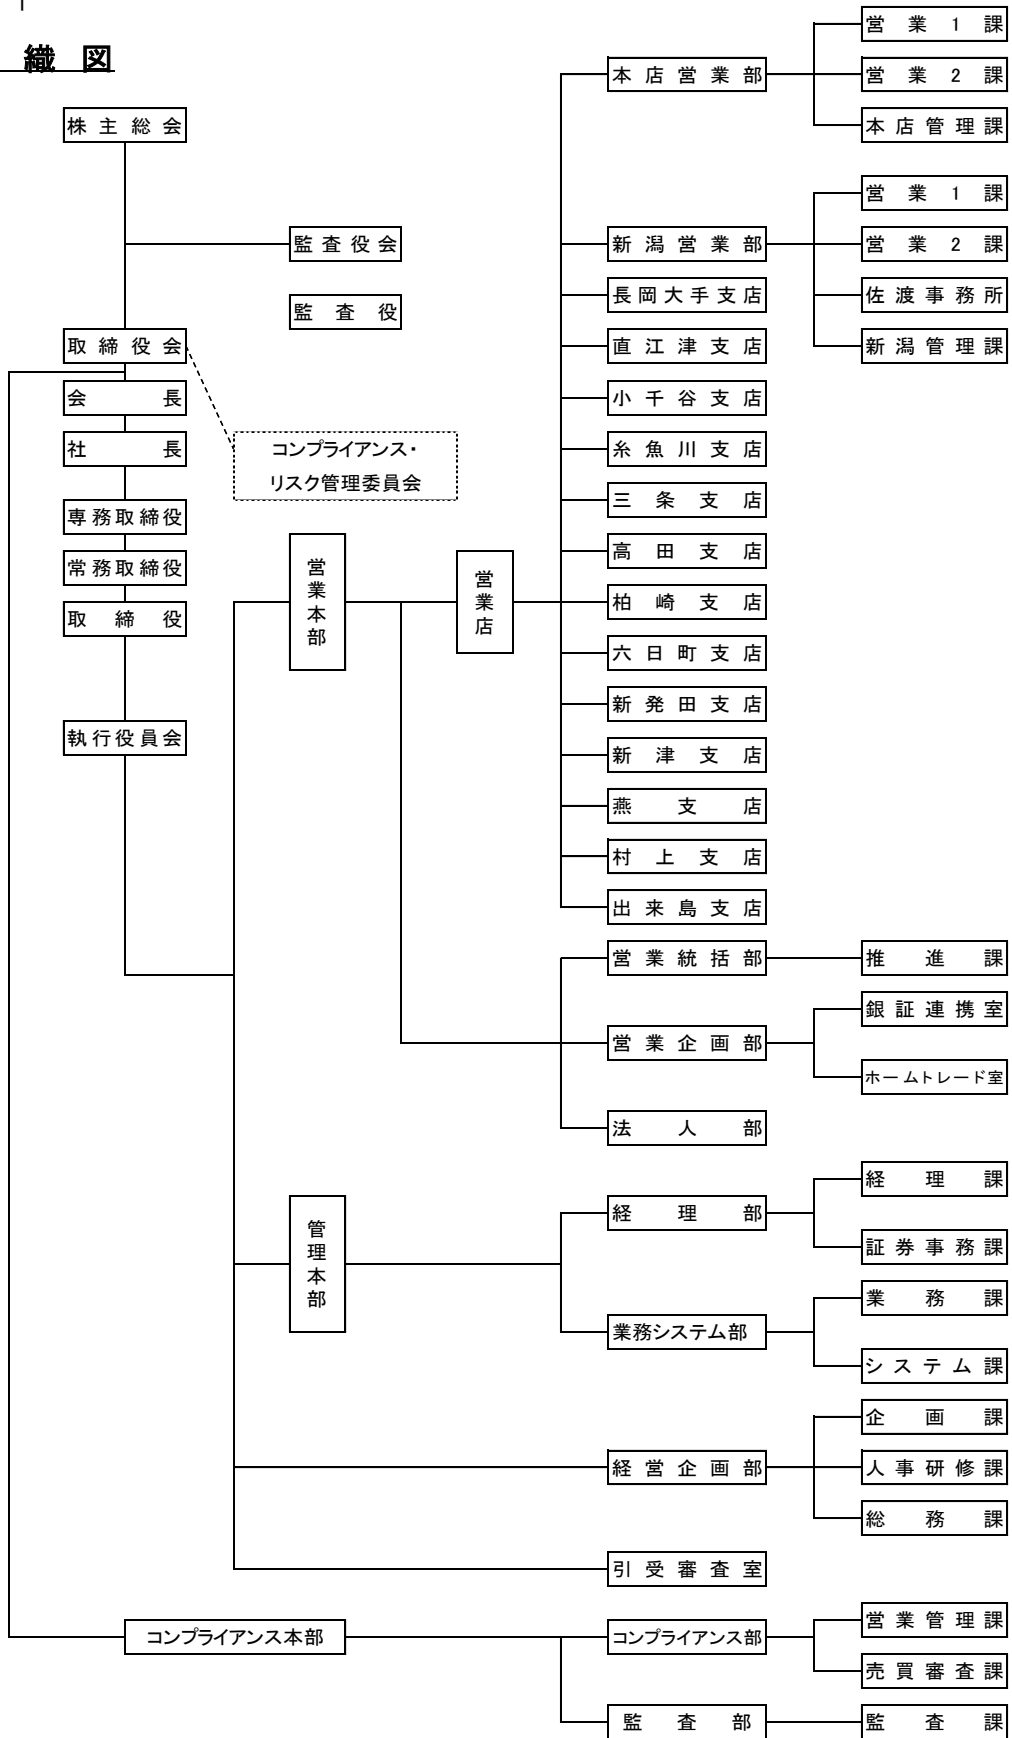 織 図
株主総会
監査役会
監査役
取締役会
会長
社長
専務取締役
常務取締役
取締役
執行役員会
コンプライアンス・
リスク管理委員会
営業本部
営業店
本店営業部
営業1課
営業2課
本店管理課
新潟営業部
営業1課
営業2課
佐渡事務所
新潟管理課
長岡大手支店
直江津支店
小千谷支店
糸魚川支店
三条支店
高田支店
柏崎支店
六日町支店
新発田支店
新津支店
燕支店
村上支店
出来島支店
営業統括部
推進課
営業企画部
銀証連携室
ホームトレード室
法人部
管理本部
経理部
経理課
証券事務課
業務システム部
業務課
システム課
経営企画部
企画課
人事研修課
総務課
引受審査室
コンプライアンス本部
コンプライアンス部
営業管理課
売買審査課
監査部
監査課